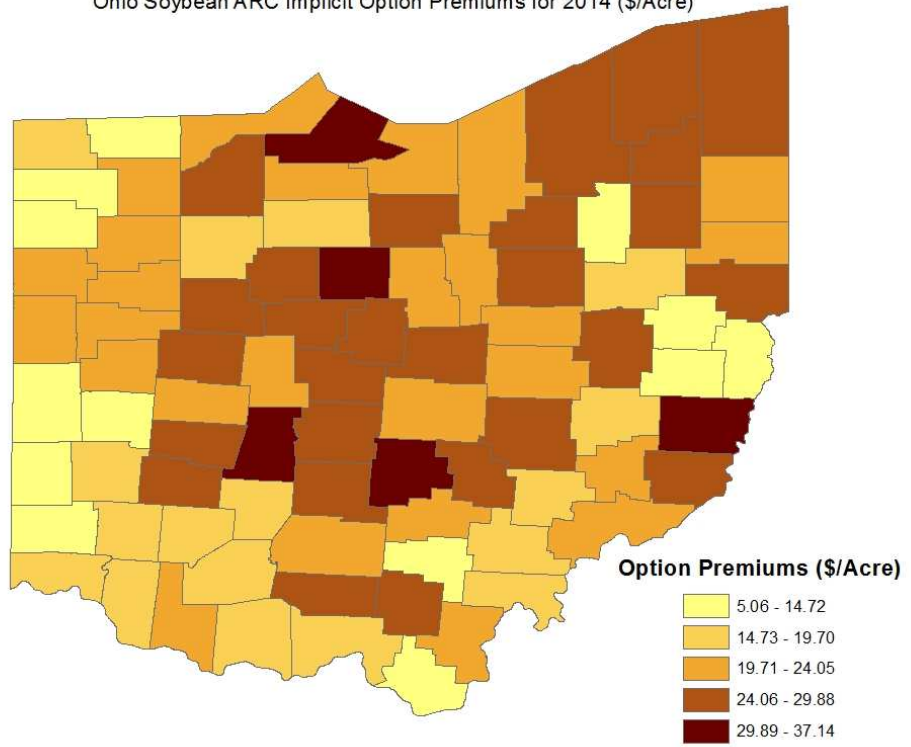 Ohio Soybean ARC Implicit Option Premiums for 2014 ($/Acre)
Option Premiums ($/Acre)
5.06 - 14.72
14.73 - 19.70
19.71 - 24.05
24.06 - 29.88
29.89 - 37.14